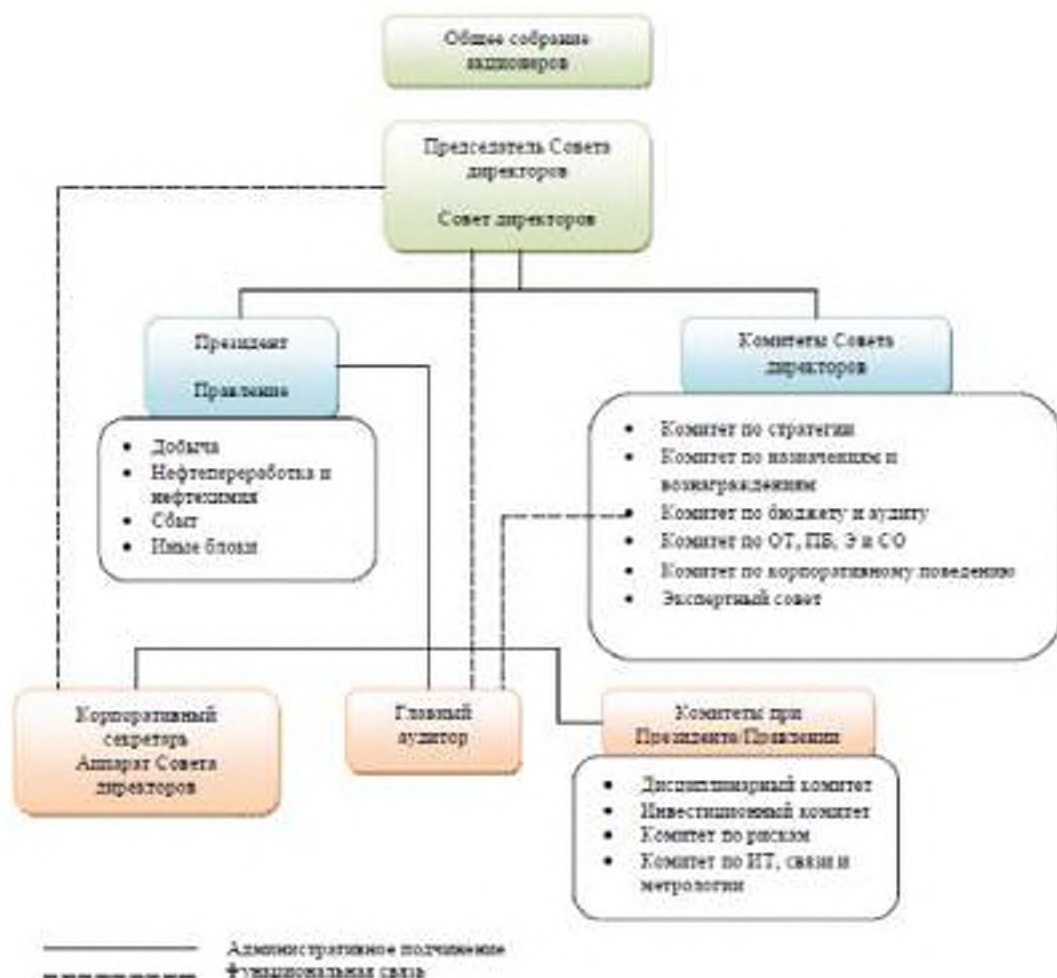 Общее собрание
акционеров
Председатель Совета
директоров
Совет директоров
Президент
Правление
• Добыча
• Нефтепереработка и
нефтехимия
• Сбыт
• Иные блоки
Комитеты Совета
директоров
• Комитет по стратегии
• Комитет по назначениям и
вознаграждениям
• Комитет по бюджету и аудиту
• Комитет по ОТ, ПБ, Э и СО
• Комитет по корпоративному поведению
• Экспертный совет
Корпоративный
секретарь
Аппарат Совета
директоров
Главный
аудитор
Комитеты при
Президенте/Правлении
• Дисциплинарный комитет
• Инвестиционный комитет
• Комитет по рискам
• Комитет по ИТ, связи и
метрологии
Административное подчинение
Функциональная связь